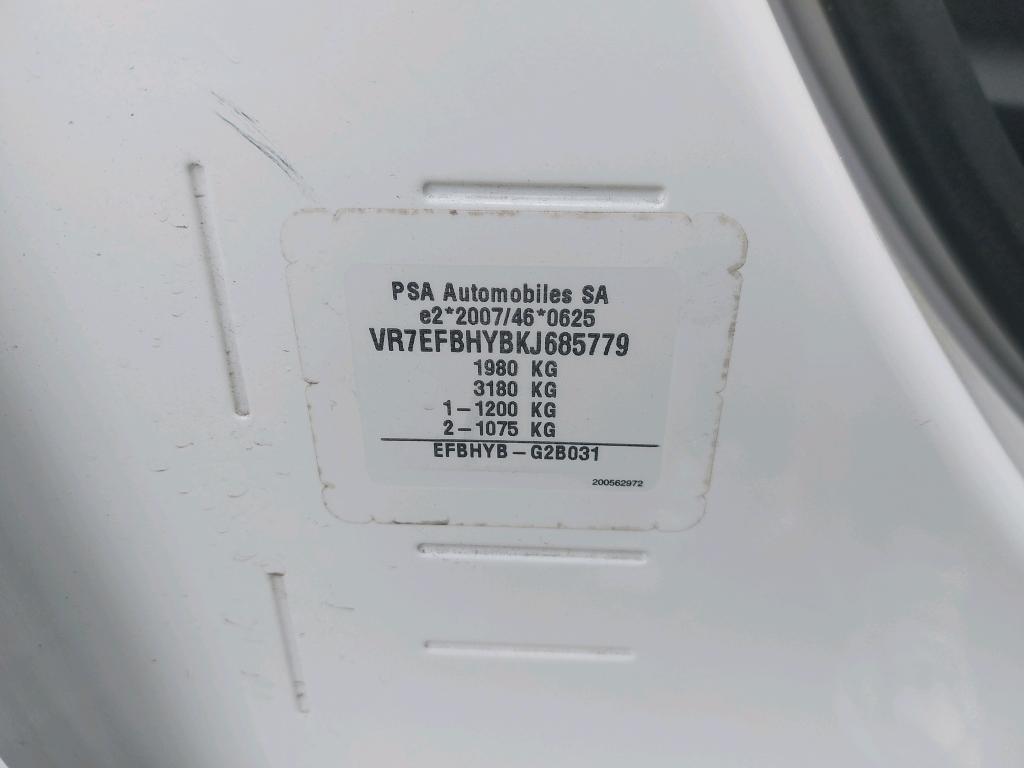 PSA Automobiles SA
e2*2007/46*0625
VR7EFBHYBKJ685779
1980 KG
3180 KG
1-1200 KG
2-1075 KG
EFBHYB-G2B031
200562972